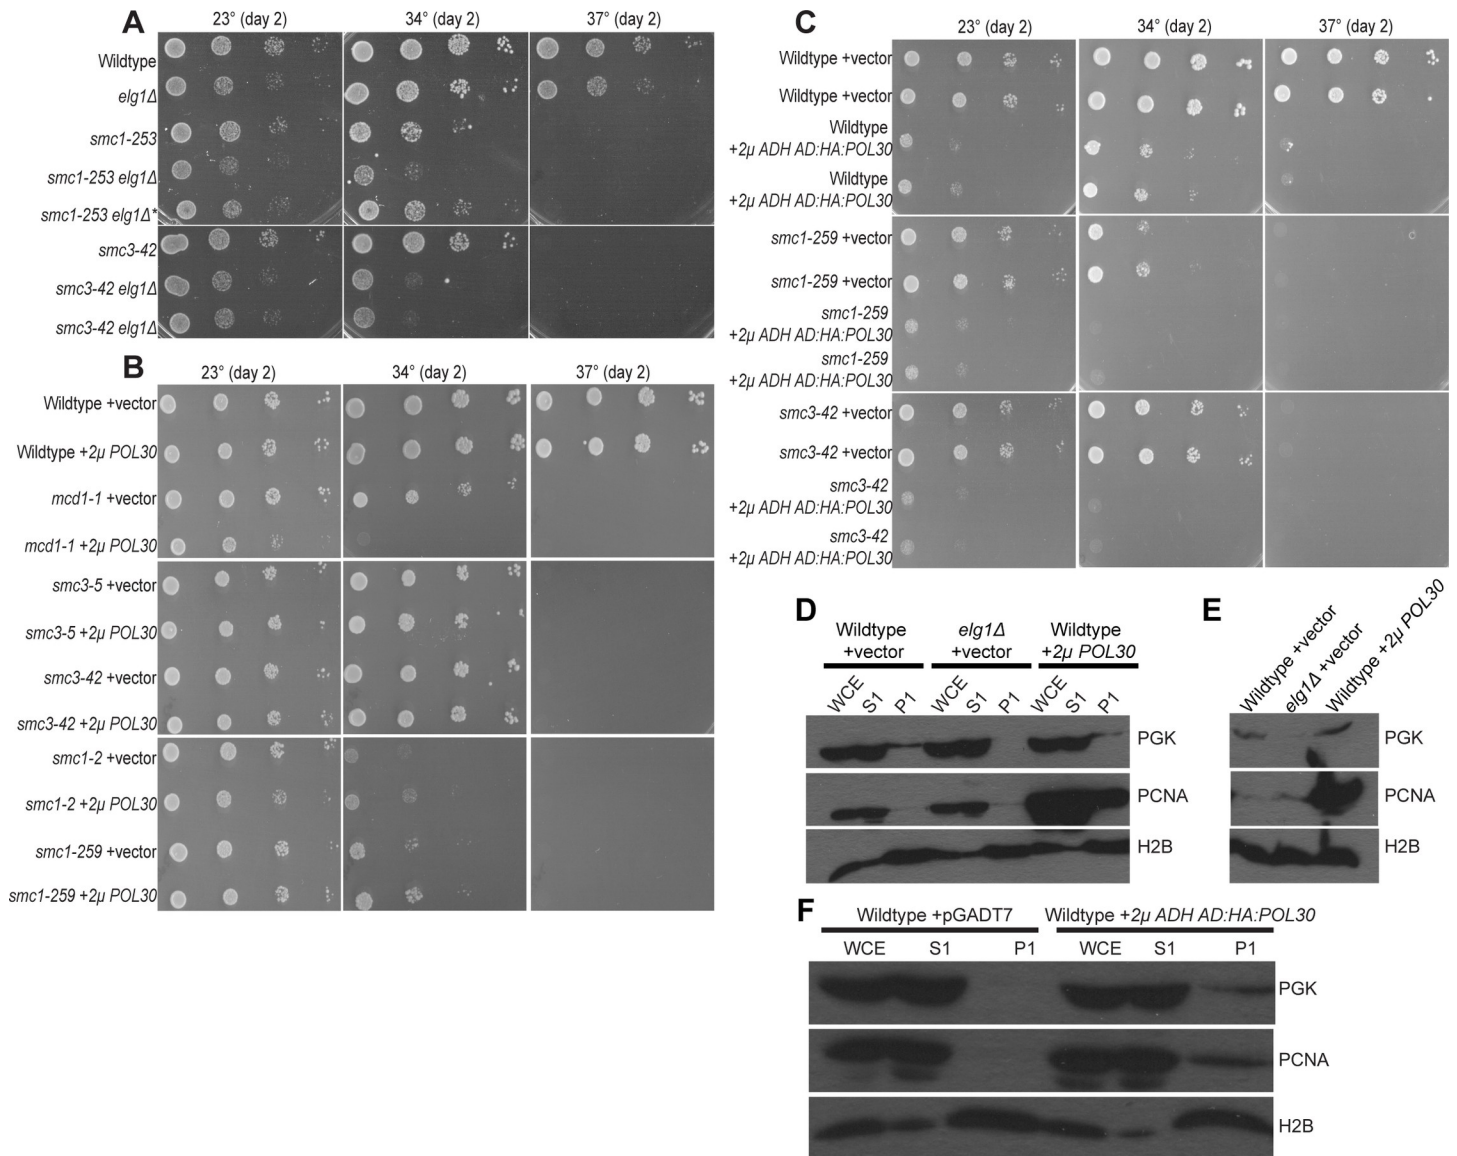 A
23° (day 2)
34° (day 2)
37° (day 2)
Wildtype
elg1Δ
smc1-253
smc1-253 elg1Δ
smc1-253 elg1Δ*
smc3-42
smc3-42 elg1Δ
smc3-42 elg1Δ
B
23° (day 2)
34° (day 2)
37° (day 2)
Wildtype +vector
Wildtype +2μ POL30
mcd1-1 +vector
mcd1-1 +2μ POL30
smc3-5 +vector
smc3-5 +2μ POL30
smc3-42 +vector
smc3-42 +2μ POL30
smc1-2 +vector
smc1-2 +2μ POL30
smc1-259 +vector
smc1-259 +2μ POL30
C
23° (day 2)
34° (day 2)
37° (day 2)
Wildtype +vector
Wildtype +vector
Wildtype
+2μ ADH AD:HA:POL30
Wildtype
+2μ ADH AD:HA:POL30
smc1-259 +vector
smc1-259 +vector
smc1-259
+2μ ADH AD:HA:POL30
smc1-259
+2μ ADH AD:HA:POL30
smc3-42 +vector
smc3-42 +vector
smc3-42
+2μ ADH AD:HA:POL30
smc3-42
+2μ ADH AD:HA:POL30
D
Wildtype
+vector
elg1Δ
+vector
Wildtype
+2μ POL30
WCE S1 P1 WCE S1 P1 WCE S1 P1
PGK
PCNA
H2B
E
Wildtype +vector
elg1Δ +vector
Wildtype +2μ POL30
PGK
PCNA
H2B
F
Wildtype +pGADT7
Wildtype +2μ ADH AD:HA:POL30
WCE S1 P1 WCE S1 P1
PGK
PCNA
H2B